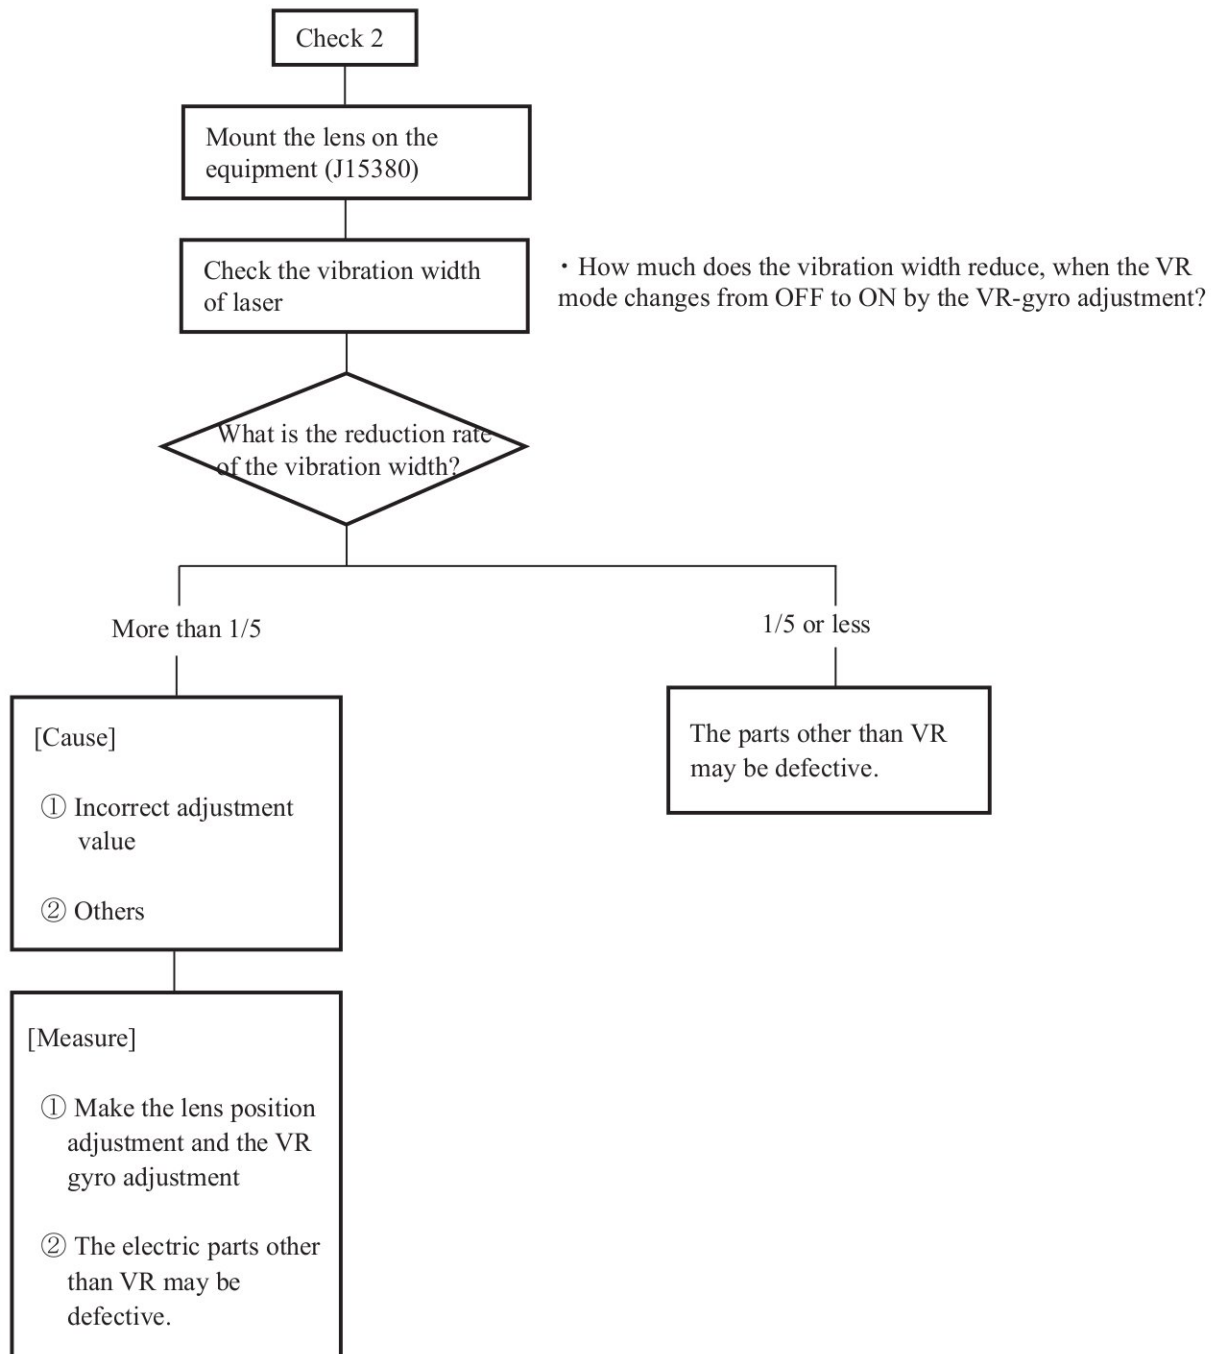 Check 2
Mount the lens on the
equipment (J15380)
Check the vibration width
of laser
・How much does the vibration width reduce, when the VR
mode changes from OFF to ON by the VR-gyro adjustment?
What is the reduction rate
of the vibration width?
More than 1/5
1/5 or less
[Cause]
① Incorrect adjustment
value
② Others
The parts other than VR
may be defective.
[Measure]
① Make the lens position
adjustment and the VR
gyro adjustment
② The electric parts other
than VR may be
defective.